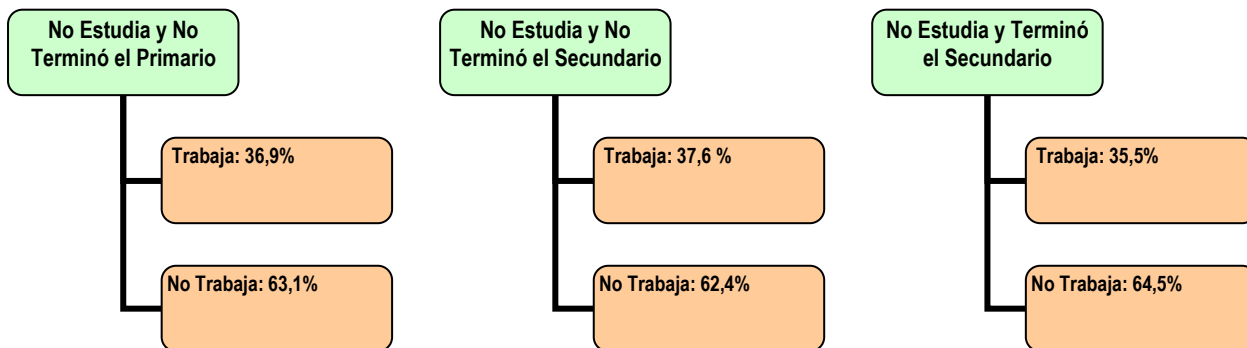 No Estudia y No
Terminó el Primario
Trabaja: 36,9%
No Trabaja: 63,1%
No Estudia y No
Terminó el Secundario
Trabaja: 37,6 %
No Trabaja: 62,4%
No Estudia y Terminó
el Secundario
Trabaja: 35,5%
No Trabaja: 64,5%